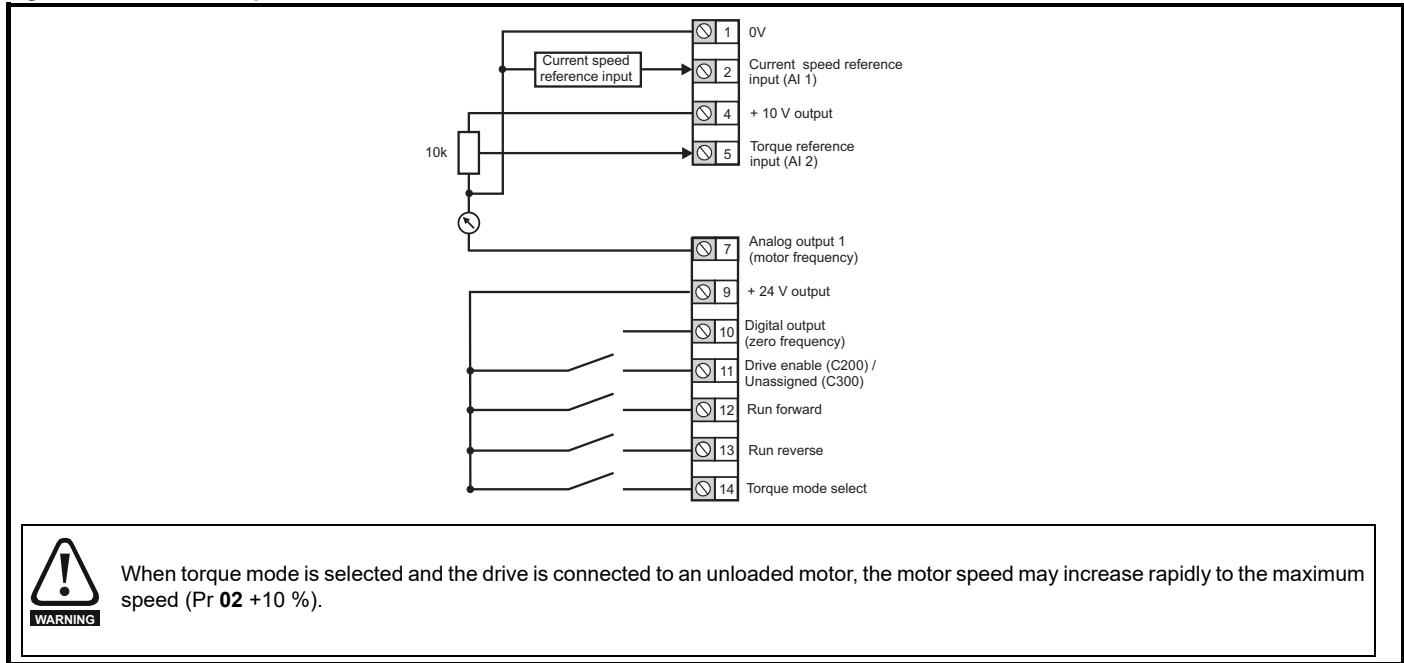 1 0V
Current speed
reference input
2 Current speed reference
input (AI 1)
4 + 10 V output
10k
5 Torque reference
input (AI 2)
7 Analog output 1
(motor frequency)
9 + 24 V output
10 Digital output
(zero frequency)
11 Drive enable (C200) /
Unassigned (C300)
12 Run forward
13 Run reverse
14 Torque mode select
WARNING
When torque mode is selected and the drive is connected to an unloaded motor, the motor speed may increase rapidly to the maximum
speed (Pr 02 +10 %).